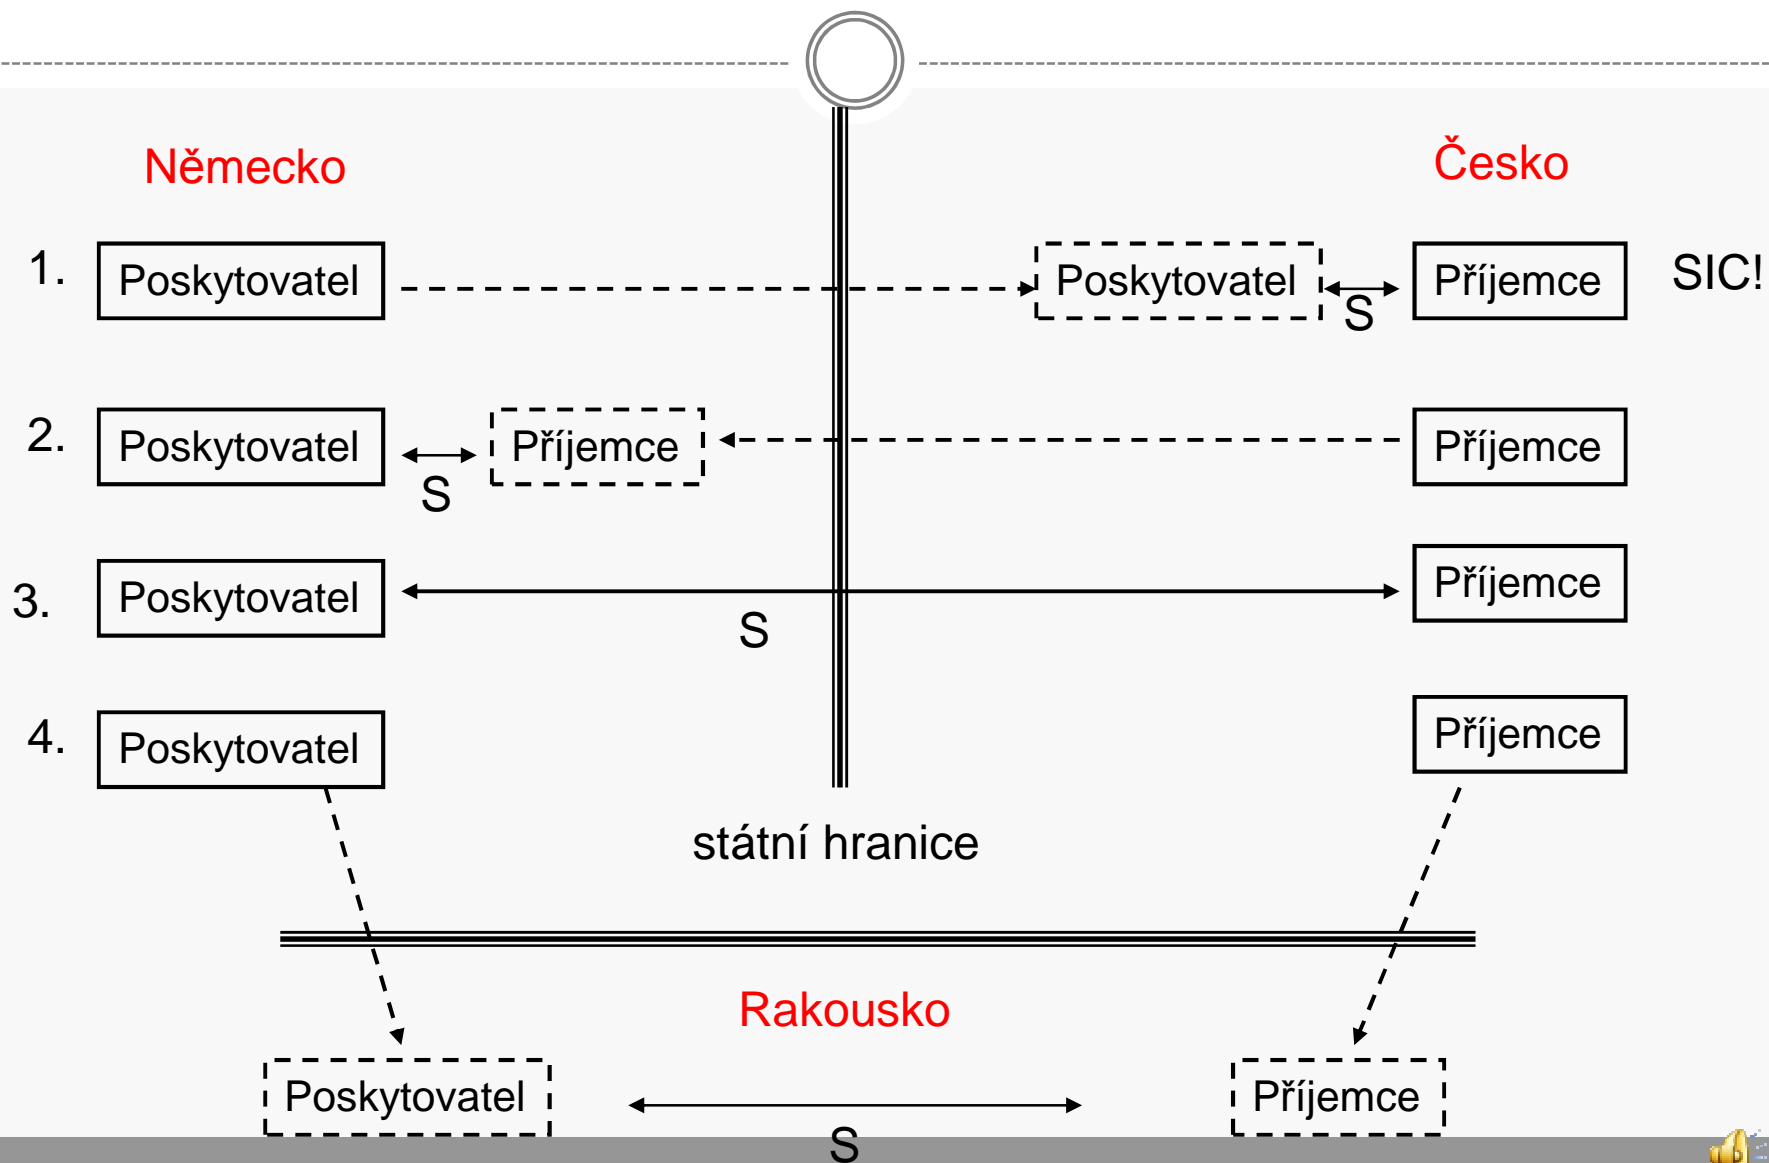 Německo
Česko
1. Poskytovatel Poskytovatel S Příjemce SIC!
2. Poskytovatel S Příjemce Příjemce
3. Poskytovatel S Příjemce
4. Poskytovatel Příjemce
státní hranice
Rakousko
Poskytovatel S Příjemce